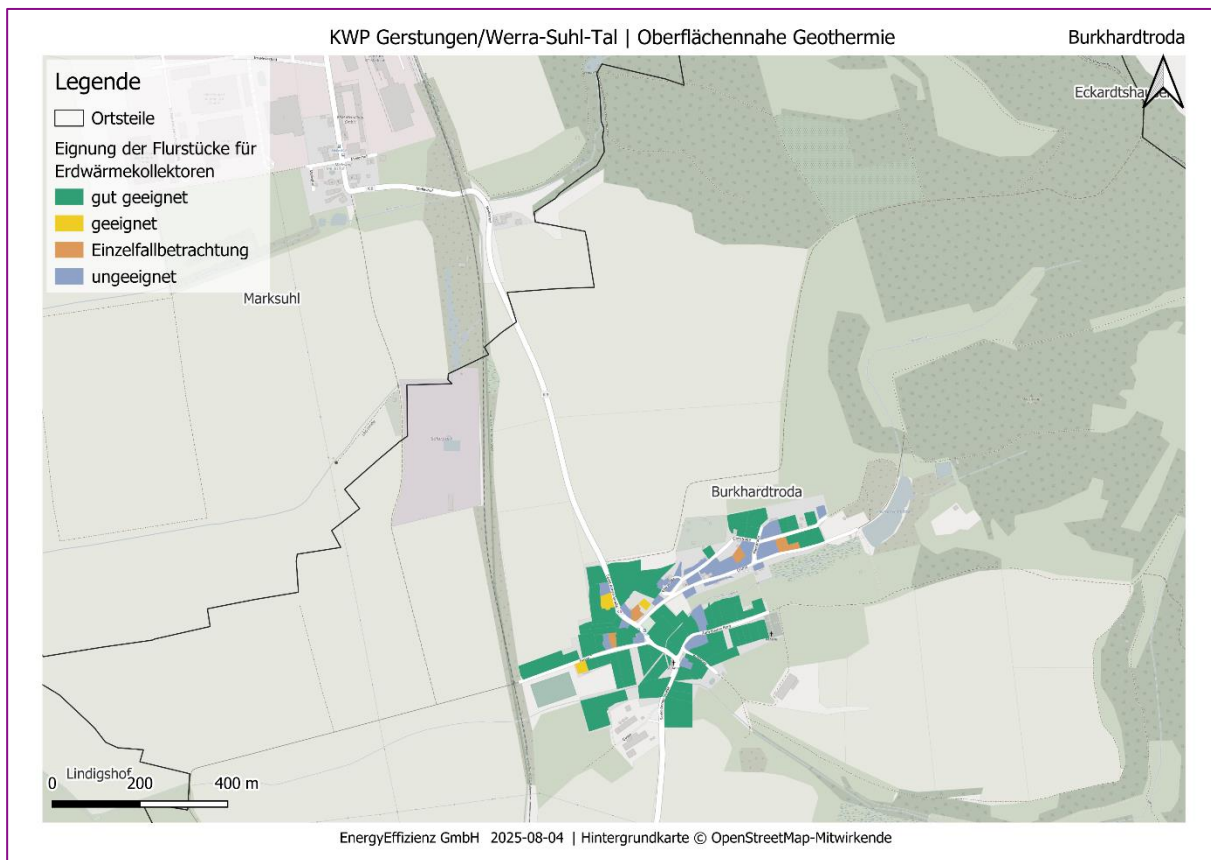 KWP Gerstungen/Werra-Suhl-Tal | Oberflächennahe Geothermie
Burkhardtroda
Legende
Ortsteile
Eignung der Flurstücke für
Erdwärmekollektoren
gut geeignet
geeignet
Einzelfallbetrachtung
ungeeignet
Marksuhl
Burkhardtroda
Lindigshof
0 200 400 m
EnergyEffizienz GmbH 2025-08-04 | Hintergrundkarte © OpenStreetMap-Mitwirkende